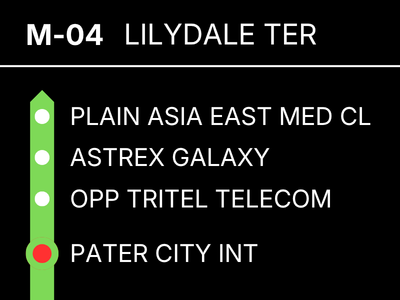 M-04 LILYDALE TER
PLAIN ASIA EAST MED CL
ASTREX GALAXY
OPP TRITEL TELECOM
PATER CITY INT